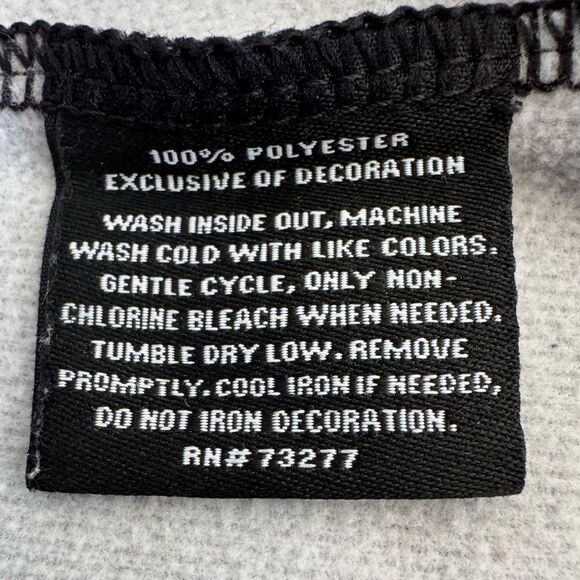 100% POLYESTER
EXCLUSIVE OF DECORATION
WASH INSIDE OUT, MACHINE
WASH COLD WITH LIKE COLORS.
GENTLE CYCLE, ONLY NON-
CHLORINE BLEACH WHEN NEEDED.
TUMBLE DRY LOW. REMOVE
PROMPTLY. COOL IRON IF NEEDED,
DO NOT IRON DECORATION.
RN# 73277